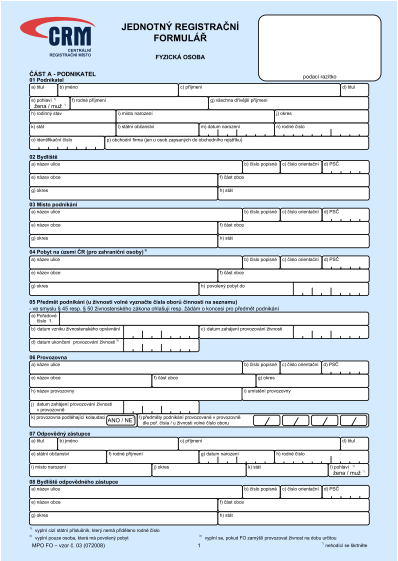 CRM
CENTRÁLNÍ
REGISTRAČNÍ MÍSTO
JEDNOTNÝ REGISTRAČNÍ
FORMULÁŘ
FYZICKÁ OSOBA
podací razítko
ČÁST A - PODNIKATEL
01 Podnikatel
a) titul b) jméno c) příjmení d) titul
e) pohlaví *) f) rodné příjmení g) všechna dřívější příjmení
žena / muž *)
h) rodinný stav i) místo narození j) okres
k) stát l) státní občanství m) datum narození n) rodné číslo
o) identifikační číslo p) obchodní firma (jen u osob zapsaných do obchodního rejstříku)
02 Bydliště
a) název ulice b) číslo popisné c) číslo orientační d) PSČ
e) název obce f) část obce
g) okres h) stát
03 Místo podnikání
a) název ulice b) číslo popisné c) číslo orientační d) PSČ
e) název obce f) část obce
g) okres h) stát
04 Pobyt na území ČR (pro zahraniční osoby)
a) název ulice b) číslo popisné c) číslo orientační d) PSČ
e) název obce f) část obce
g) okres h) povolený pobyt do
05 Předmět podnikání (u živnosti volné vyznačte čísla oborů činností na seznamu)
- ve smyslu § 45 resp. § 50 živnostenského zákona ohlašuji resp. žádám o koncesi pro předmět podnikání
a) Pořadové
číslo 1.
b) datum vzniku živnostenského oprávnění c) datum zahájení provozování živnosti
d) datum ukončení provozování živnosti
06 Provozovna
a) název ulice b) číslo popisné c) číslo orientační d) PSČ
e) název obce f) část obce g) okres
h) název provozovny i) umístění provozovny
j) datum zahájení provozování živnosti
v provozovně
k) provozovna podléhající kolaudaci ANO / NE l) předměty podnikání provozované v provozovně
dle poř. čísla / u živnosti volné číslo oboru / / / /
07 Odpovědný zástupce
a) titul b) jméno c) příjmení d) titul
e) státní občanství f) rodné příjmení g) datum narození h) rodné číslo
i) místo narození j) okres k) stát l) pohlaví *)
žena / muž *)
08 Bydliště odpovědného zástupce
a) název ulice b) číslo popisné c) číslo orientační d) PSČ
e) název obce f) část obce
g) okres h) stát
vyplní cizí státní příslušník, který nemá přiděleno rodné číslo
vyplní pouze osoba, která má povolený pobyt vyplní se, pokud FO zamýšlí provozovat živnost na dobu určitou
MPO FO – vzor č. 03 (072008) 1 *) nehodící se škrtněte